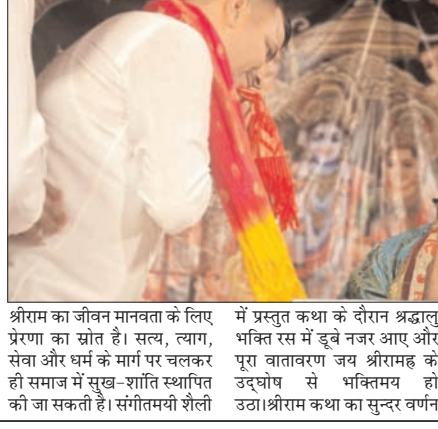 श्रीराम का जीवन मानवता के लिए
प्रेरणा का स्रोत है। सत्य, त्याग,
सेवा और धर्म के मार्ग पर चलकर
ही समाज में सुख-शांति स्थापित
की जा सकती है। संगीतमयी शैली
में प्रस्तुत कथा के दौरान श्रद्धालु
भक्ति रस में डूबे नजर आए और
पूरा वातावरण जय श्रीरामह्र के
उद्घोष से भक्तिमय हो
उठा।श्रीराम कथा का सुन्दर वर्णन